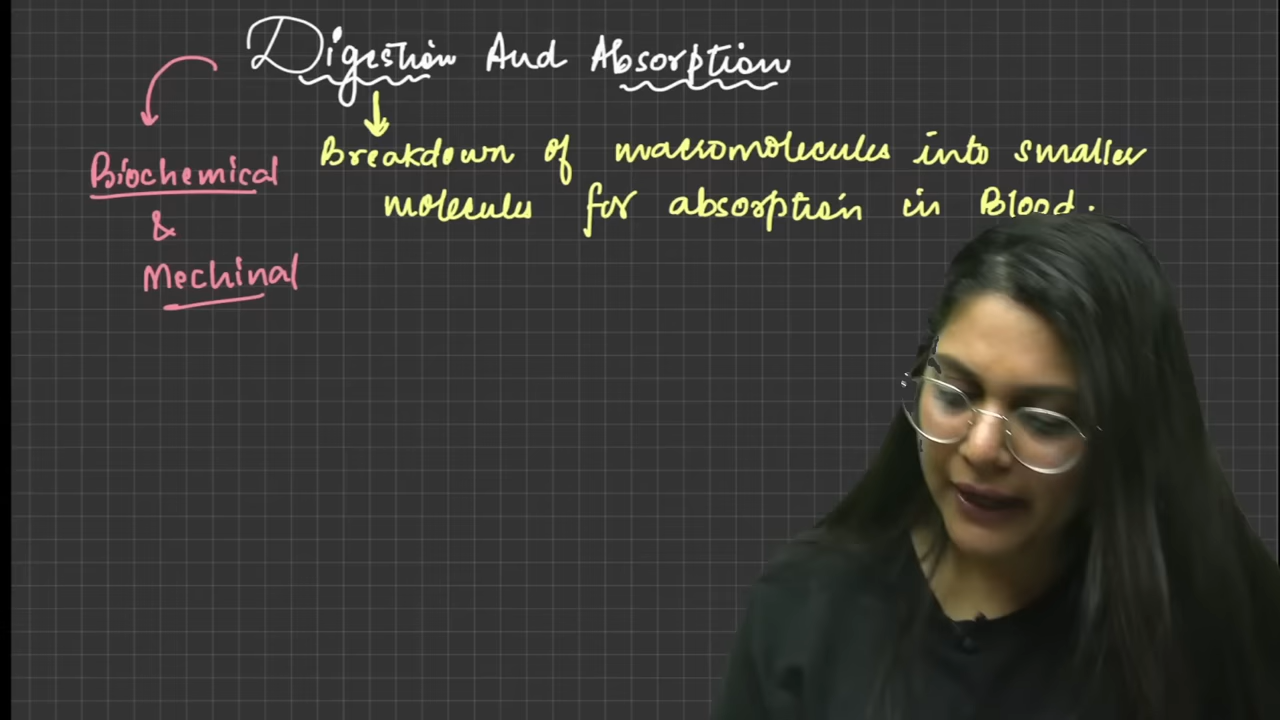 Digestion And Absorption
Breakdown of macromolecules into smaller
molecules for absorption in Blood.
Biochemical
&
Mechinal